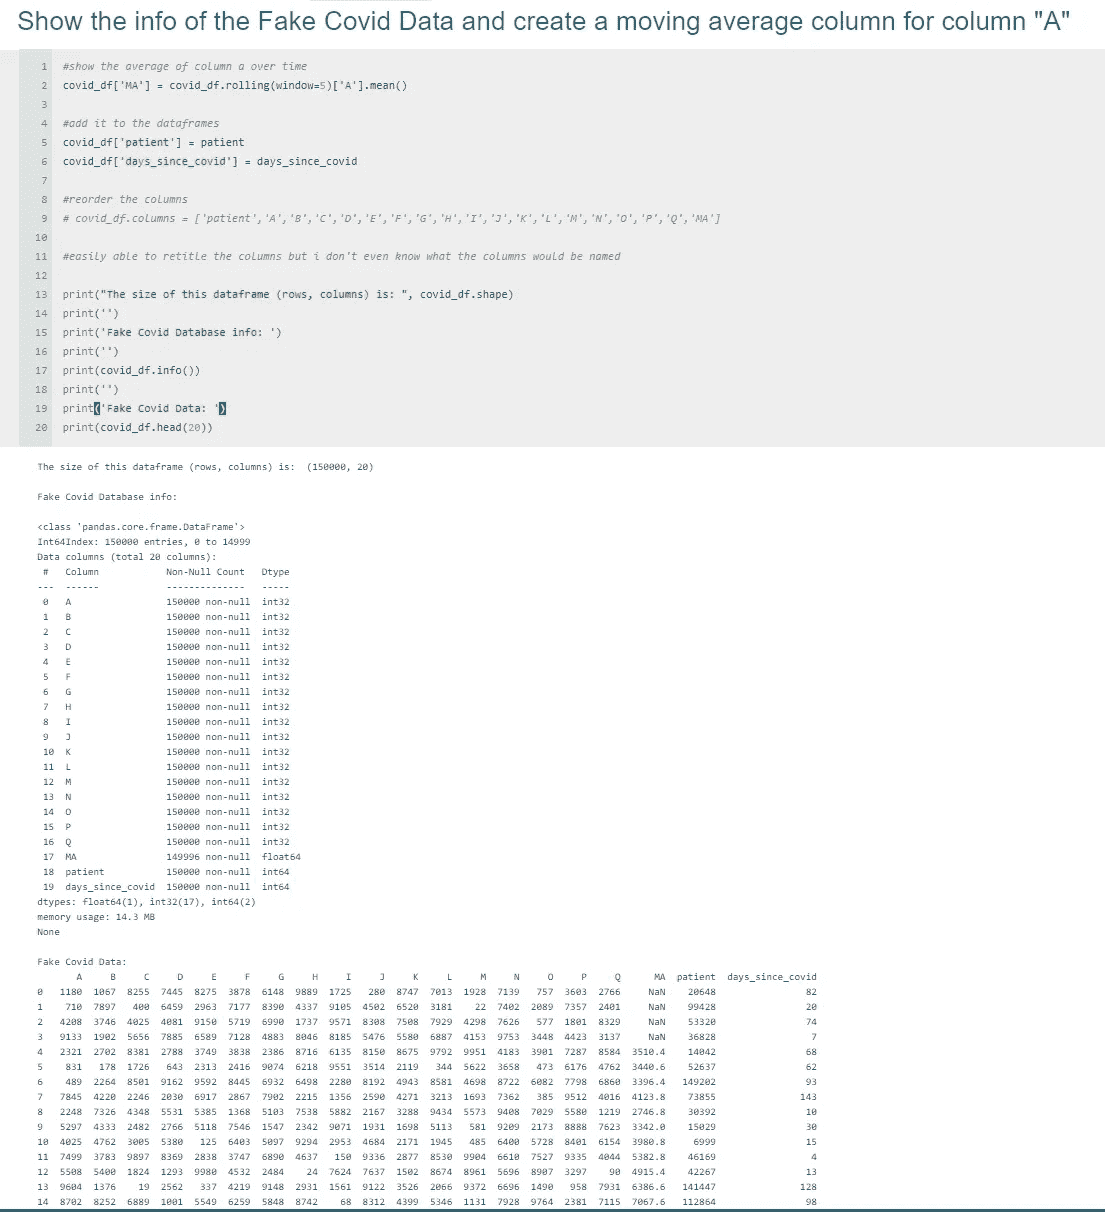 Show the info of the Fake Covid Data and create a moving average column for column "A"
1 #show the average of column a over time
2 covid_df['MA'] = covid_df.rolling(window=5)['A'].mean()
3
4 #add it to the dataframes
5 covid_df['patient'] = patient
6 covid_df['days_since_covid'] = days_since_covid
7
8 #reorder the columns
9 # covid_df.columns = ['patient','A','B','C','D','E','F','G','H','I','J','K','L','M','N','O','P','Q','MA']
10
11 #easily able to retitle the columns but i don't even know what the columns would be named
12
13 print("The size of this dataframe (rows, columns) is: ", covid_df.shape)
14 print('')
15 print('Fake Covid Database info: ')
16 print('')
17 print(covid_df.info())
18 print('')
19 print('Fake Covid Data: ')
20 print(covid_df.head(20))
The size of this dataframe (rows, columns) is:  (150000, 20)
Fake Covid Database info:
<class 'pandas.core.frame.DataFrame'>
Int64Index: 150000 entries, 0 to 14999
Data columns (total 20 columns):
# Column Non-Null Count Dtype
--- ------ -------------- -----
0 A 150000 non-null int32
1 B 150000 non-null int32
2 C 150000 non-null int32
3 D 150000 non-null int32
4 E 150000 non-null int32
5 F 150000 non-null int32
6 G 150000 non-null int32
7 H 150000 non-null int32
8 I 150000 non-null int32
9 J 150000 non-null int32
10 K 150000 non-null int32
11 L 150000 non-null int32
12 M 150000 non-null int32
13 N 150000 non-null int32
14 O 150000 non-null int32
15 P 150000 non-null int32
16 Q 150000 non-null int32
17 MA 149996 non-null float64
18 patient 150000 non-null int64
19 days_since_covid 150000 non-null int64
dtypes: float64(1), int32(17), int64(2)
memory usage: 14.3 MB
None
Fake Covid Data:
A B C D E F G H I J K L M N O P Q MA patient days_since_covid
0 1180 1067 8255 7445 8275 3878 6148 9889 1725 280 8747 7013 1928 7139 757 3603 2766 NaN 20648 82
1 710 7897 400 6459 2963 7177 8390 4337 9105 4502 6520 3181 22 7402 2089 7357 2401 NaN 99428 20
2 4208 3746 4025 4081 9150 5719 6990 1737 9571 8308 7508 7929 4298 7626 577 1801 8329 NaN 53320 74
3 9133 1902 5656 7885 6589 7128 4883 8046 8185 5476 5580 6887 4153 9753 3448 4423 3137 NaN 36828 7
4 2321 2702 8381 2788 3749 3838 2386 8716 6135 8150 8675 9792 9951 4183 3901 7287 8584 3510.4 14042 68
5 831 178 1726 643 2313 2416 9074 6218 9551 3514 2119 344 5622 3658 473 6176 4762 3440.6 52637 62
6 489 2264 8501 9162 9592 8445 6932 6498 2280 8192 4943 8581 4698 8722 6082 7798 6860 3396.4 149202 93
7 7845 4220 2246 2030 6917 2867 7902 2215 1356 2590 4271 3213 1693 7362 385 9512 4016 4123.8 73855 143
8 2248 7326 4348 5531 5385 1368 5103 7538 5882 2167 3288 9434 5573 9408 7029 5580 1219 2746.8 30392 10
9 5297 4333 2482 2766 5118 7546 1547 2342 9071 1931 1698 5113 581 9209 2173 8888 7623 3342.0 15029 30
10 4025 4762 3005 5380 125 6403 5097 9294 2953 4684 2171 1945 485 6400 5728 8401 6154 3980.8 6999 15
11 7499 3783 9897 8369 2838 3747 6890 4637 150 9336 2877 8530 9904 6610 7527 9335 4044 5382.8 46169 4
12 5508 5400 1824 1293 9980 4532 2484 24 7624 7637 1502 8674 8961 5696 8907 3297 90 4915.4 42267 13
13 9604 1376 19 2562 337 4219 9148 2931 1561 9122 3526 2066 9372 6696 1490 958 7931 6386.6 141447 128
14 8702 8252 6889 1001 5549 6259 5848 8742 68 8312 4399 5346 1131 7928 9764 2381 7115 7067.6 112864 98